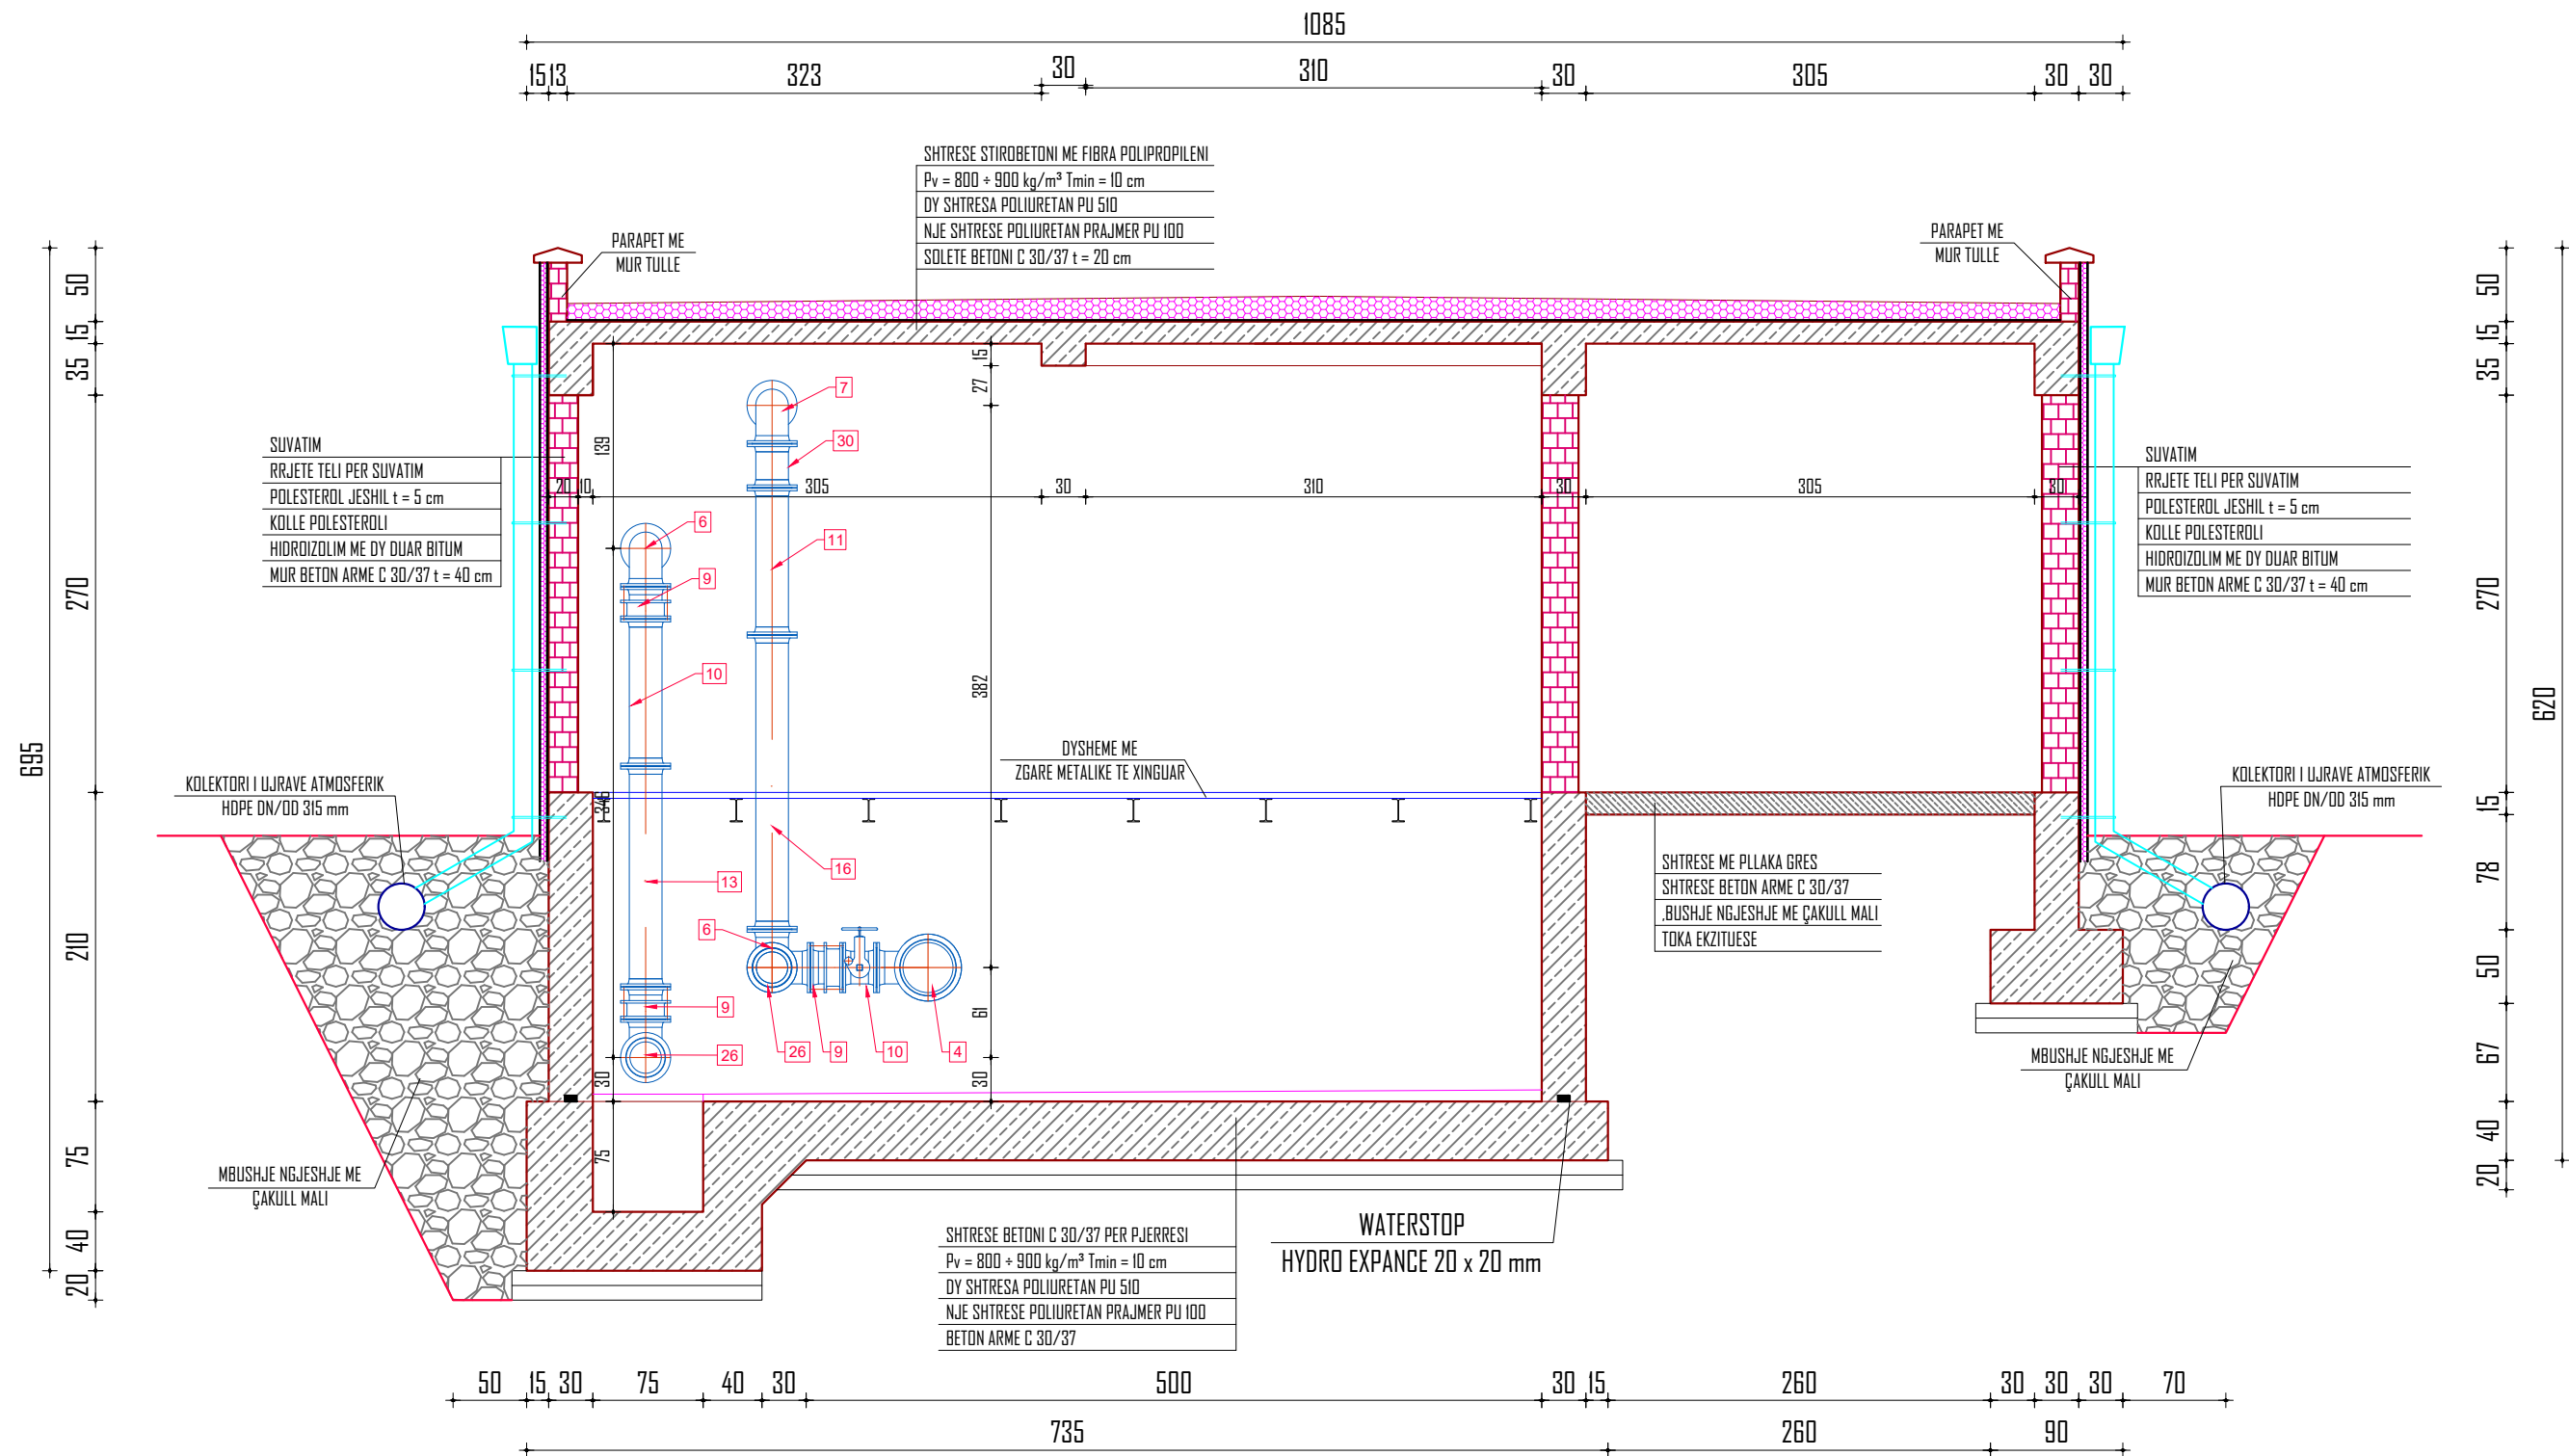 1085
15 13 323 30 310 30 305 30 30
SHTRESE STIROBETONI ME FIBRA POLIPROPILENI
Pv = 800 ÷ 900 kg/m³ Tmin = 10 cm
DY SHTRESA POLIURETAN PU 510
NJE SHTRESE POLIURETAN PRAJMER PU 100
SOLETE BETONI C 30/37 t = 20 cm
PARAPET ME
MUR TULLE
PARAPET ME
MUR TULLE
695
50
15
35
270
210
75
40
20
SUVATIM
RRJETE TELI PER SUVATIM
POLESTEROL JESHIL t = 5 cm
KOLLE POLESTEROLI
HIDROIZOLIM ME DY DUAR BITUM
MUR BETON ARME C 30/37 t = 40 cm
KOLEKTORI I UJRAVE ATMOSFERIK
HDPE DN/OD 315 mm
MBUSHJE NGJESHJE ME
ÇAKULL MALI
20 10 305 30 310 30 305 30
139
346
30
75
15
27
382
61
30
7
30
6
11
9
10
13
16
6
9
26
26
9
10
4
DYSHEME ME
ZGARE METALIKE TE XINGUAR
SHTRESE ME PLLAKA GRES
SHTRESE BETON ARME C 30/37
,BUSHJE NGJESHJE ME ÇAKULL MALI
TOKA EKZITUESE
SUVATIM
RRJETE TELI PER SUVATIM
POLESTEROL JESHIL t = 5 cm
KOLLE POLESTEROLI
HIDROIZOLIM ME DY DUAR BITUM
MUR BETON ARME C 30/37 t = 40 cm
KOLEKTORI I UJRAVE ATMOSFERIK
HDPE DN/OD 315 mm
MBUSHJE NGJESHJE ME
ÇAKULL MALI
50
15
35
270
15
78
50
67
40
20
620
SHTRESE BETONI C 30/37 PER PJERRESI
Pv = 800 ÷ 900 kg/m³ Tmin = 10 cm
DY SHTRESA POLIURETAN PU 510
NJE SHTRESE POLIURETAN PRAJMER PU 100
BETON ARME C 30/37
WATERSTOP
HYDRO EXPANCE 20 x 20 mm
50 15 30 75 40 30 500 30 15 260 30 30 30 70
735 260 90